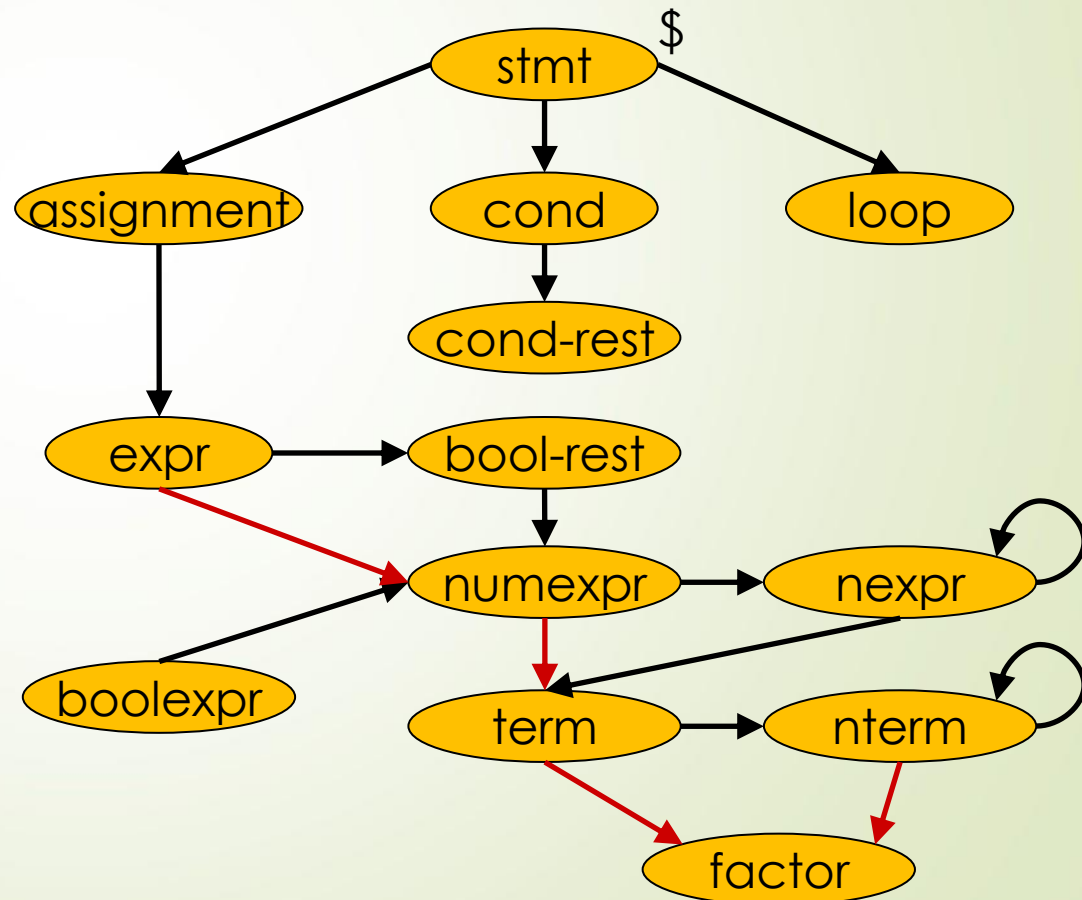 $
stmt
assignment
cond
loop
cond-rest
expr
bool-rest
numexpr
nexpr
boolexpr
term
nterm
factor